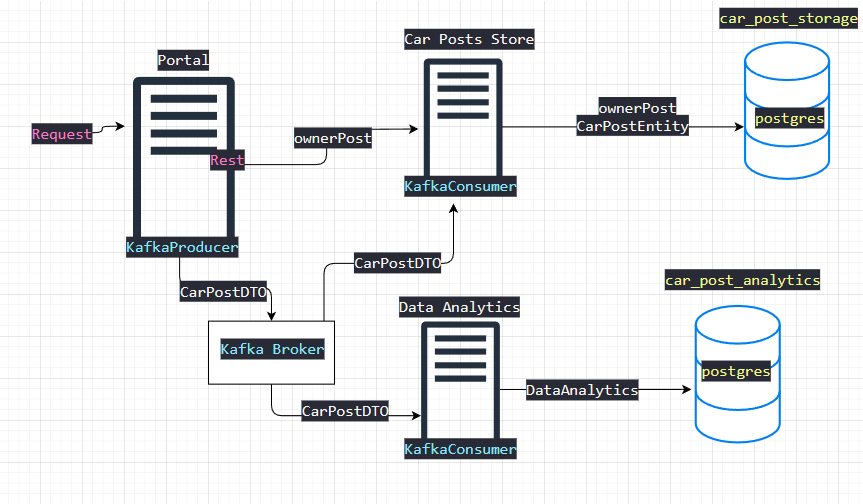 car_post_storage
Car Posts Store
Portal
ownerPost
CarPostEntity
postgres
Request
ownerPost
Rest
KafkaConsumer
KafkaProducer
CarPostDTO
car_post_analytics
CarPostDTO
Data Analytics
Kafka Broker
postgres
DataAnalytics
CarPostDTO
KafkaConsumer